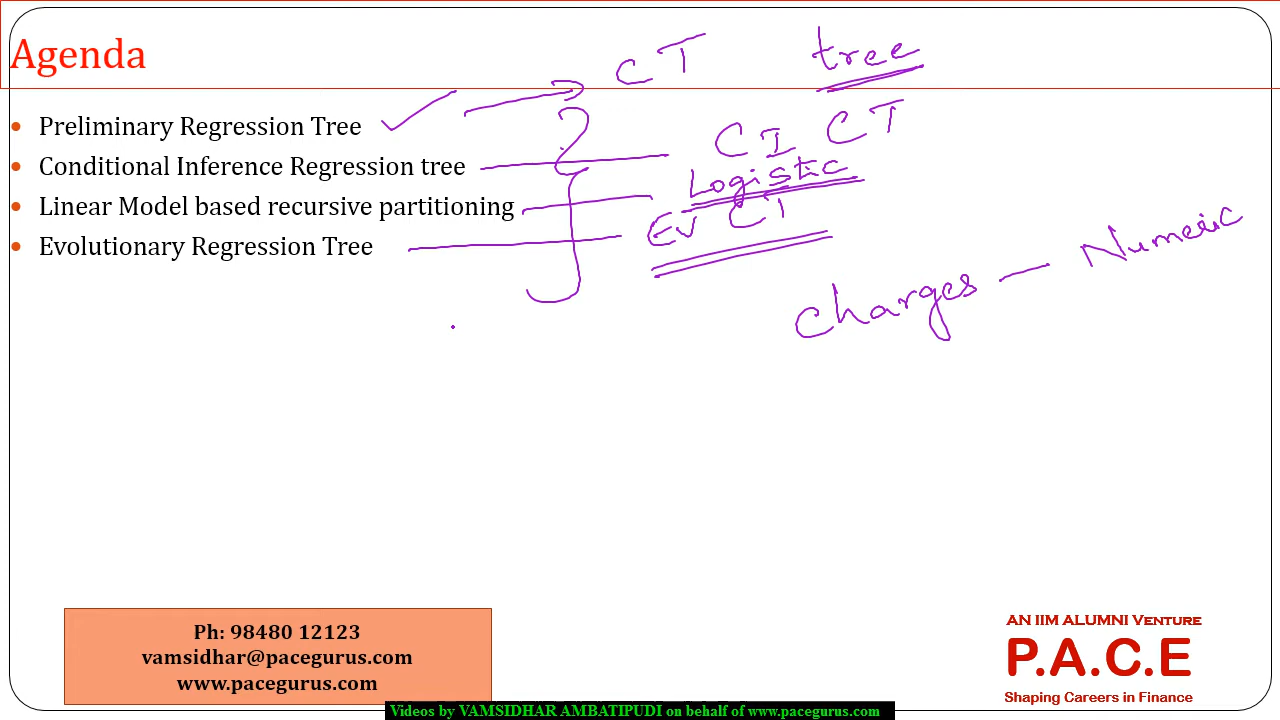 Agenda
CT
tree
• Preliminary Regression Tree
CI CT
• Conditional Inference Regression tree
Logistic
• Linear Model based recursive partitioning
Ev CT
• Evolutionary Regression Tree
Charges — Numeric
Ph: 98480 12123
vamsidhar@pacegurus.com
www.pacegurus.com
AN IIM ALUMNI VENTURE
P.A.C.E
Shaping Careers in Finance
Videos by VAMSIDHAR AMBATIPUDI on behalf of www.pacegurus.com